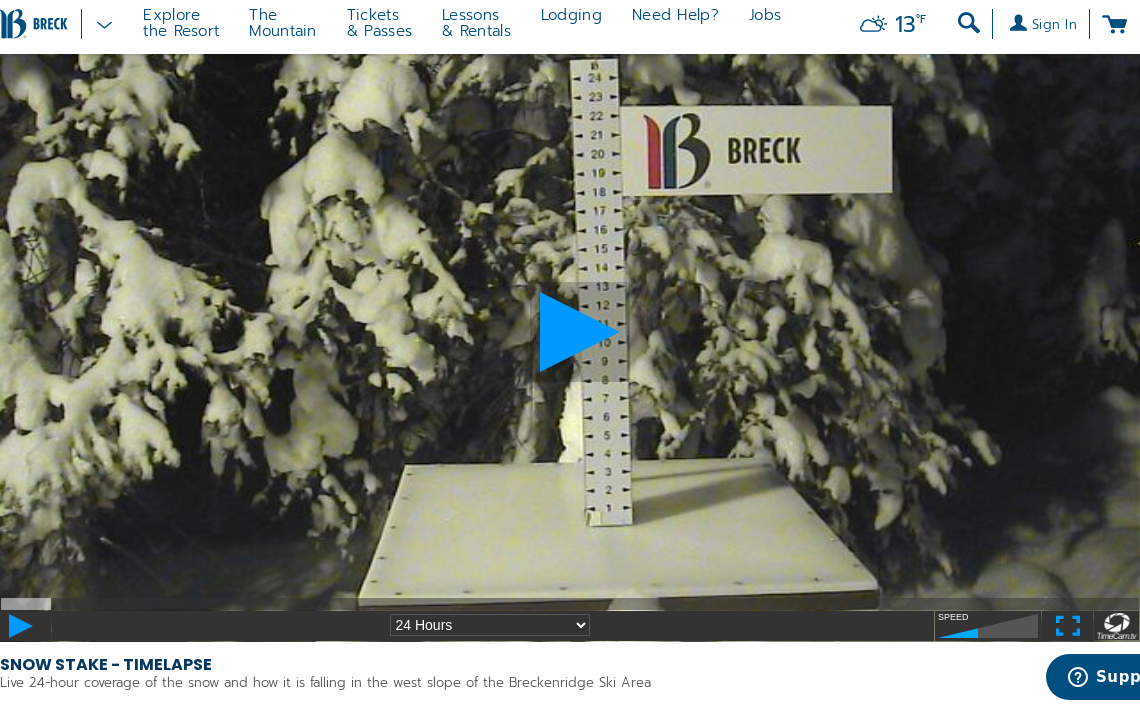 BRECK
Explore
the Resort
The
Mountain
Tickets
& Passes
Lessons
& Rentals
Lodging
Need Help?
Jobs
13°F
Sign In
24
23
22
21
20
19
18
17
16
15
14
13
12
11
10
9
8
7
6
5
4
3
2
1
BRECK
24 Hours
SPEED
TimeCam.tv
SNOW STAKE - TIMELAPSE
Live 24-hour coverage of the snow and how it is falling in the west slope of the Breckenridge Ski Area
Supp